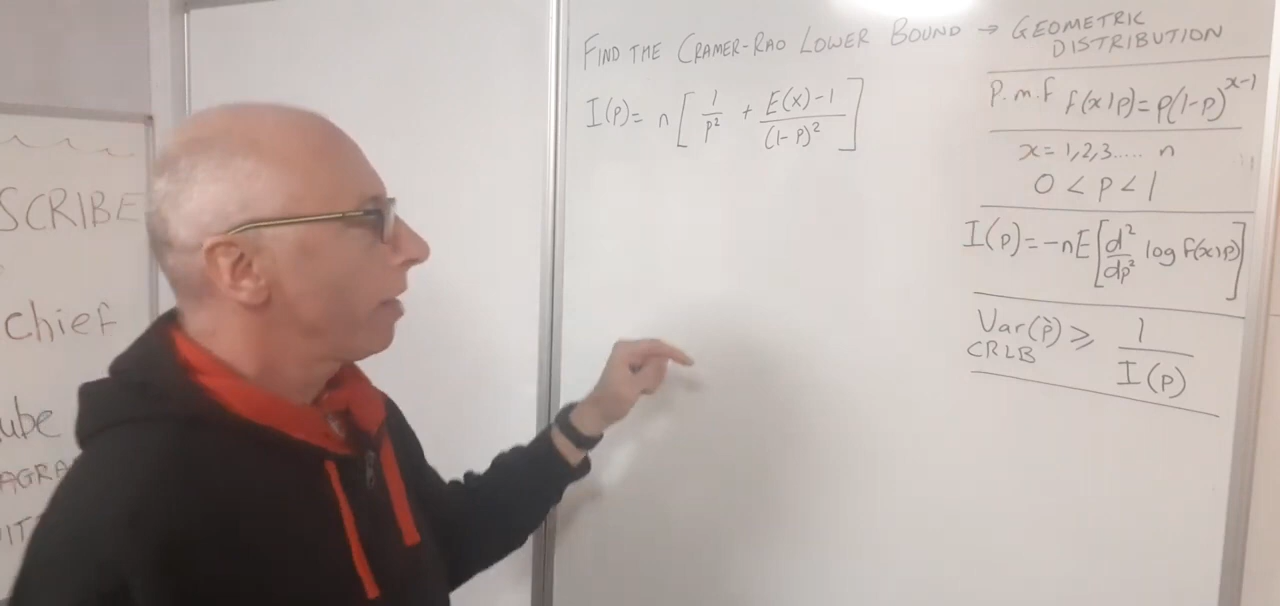 SCRIBE
chief
ube
AGRA
IT
FIND THE CRAMER-RAO LOWER BOUND → GEOMETRIC
DISTRIBUTION
I(p)= n[1/p² + (E(x)-1)/(1-p)²]
p.m.f f(x|p)=p(1-p)^x-1
x=1,2,3..... n
0<p<1
I(p)=-nE[d²/dp² log f(x|p)]
Var(p̂) ≥ 1/I(p)
CRLB